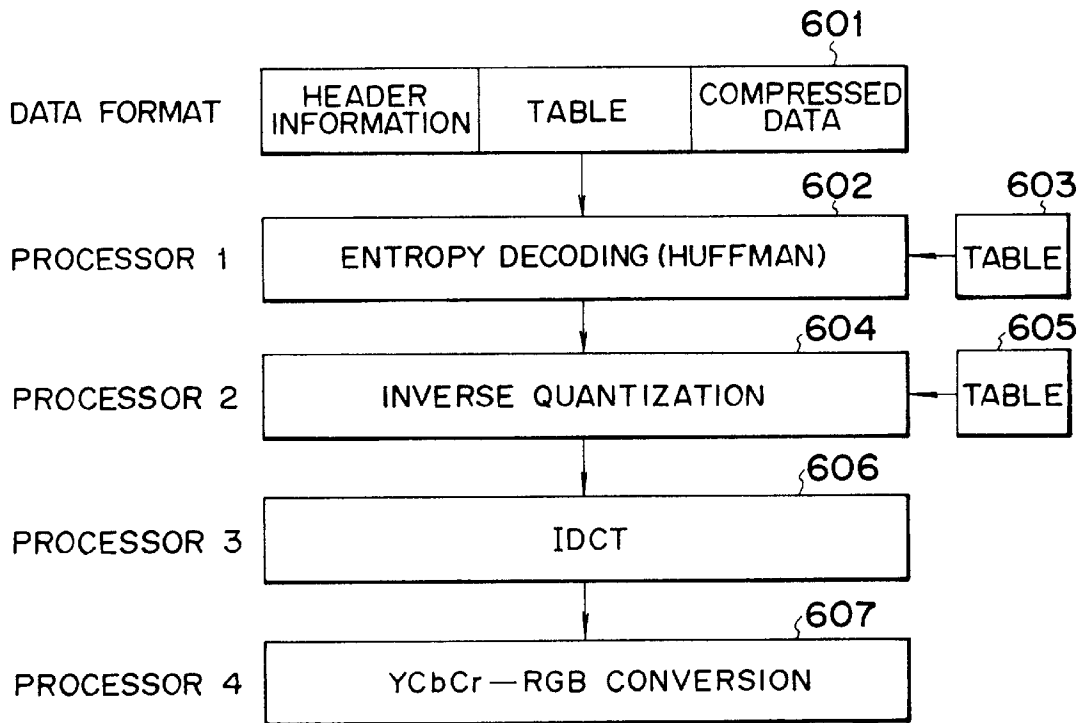 601
DATA FORMAT
HEADER
INFORMATION
TABLE
COMPRESSED
DATA
602
603
PROCESSOR 1
ENTROPY DECODING (HUFFMAN)
TABLE
604
605
PROCESSOR 2
INVERSE QUANTIZATION
TABLE
606
PROCESSOR 3
IDCT
607
PROCESSOR 4
YCbCr—RGB CONVERSION